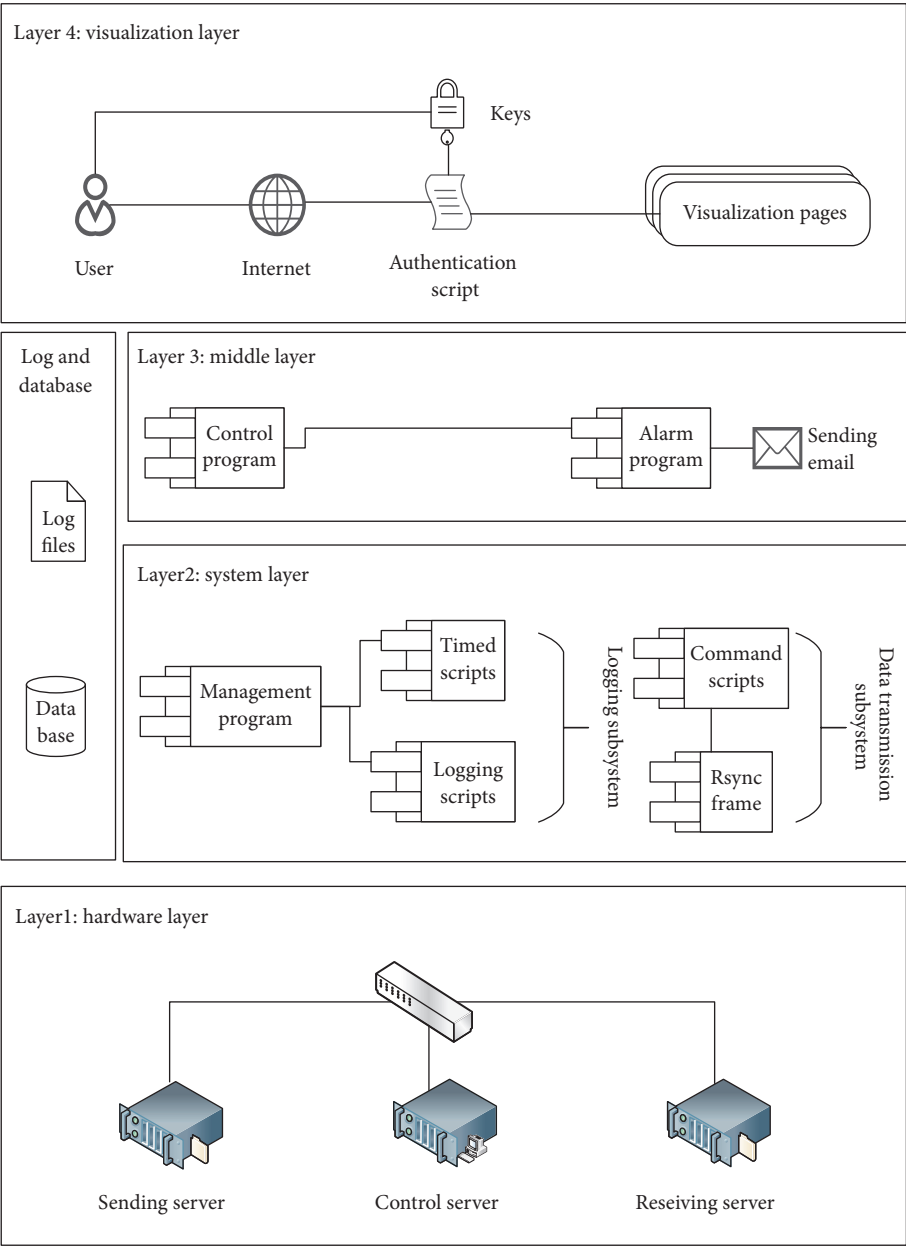 Layer 4: visualization layer
Keys
Visualization pages
User
Internet
Authentication
script
Log and
database
Log
files
Data
base
Layer 3: middle layer
Control
program
Alarm
program
Sending
email
Layer2: system layer
Management
program
Timed
scripts
Logging
scripts
Logging subsystem
Command
scripts
Rsync
frame
Data transmission
subsystem
Layer1: hardware layer
Sending server
Control server
Reseiving server